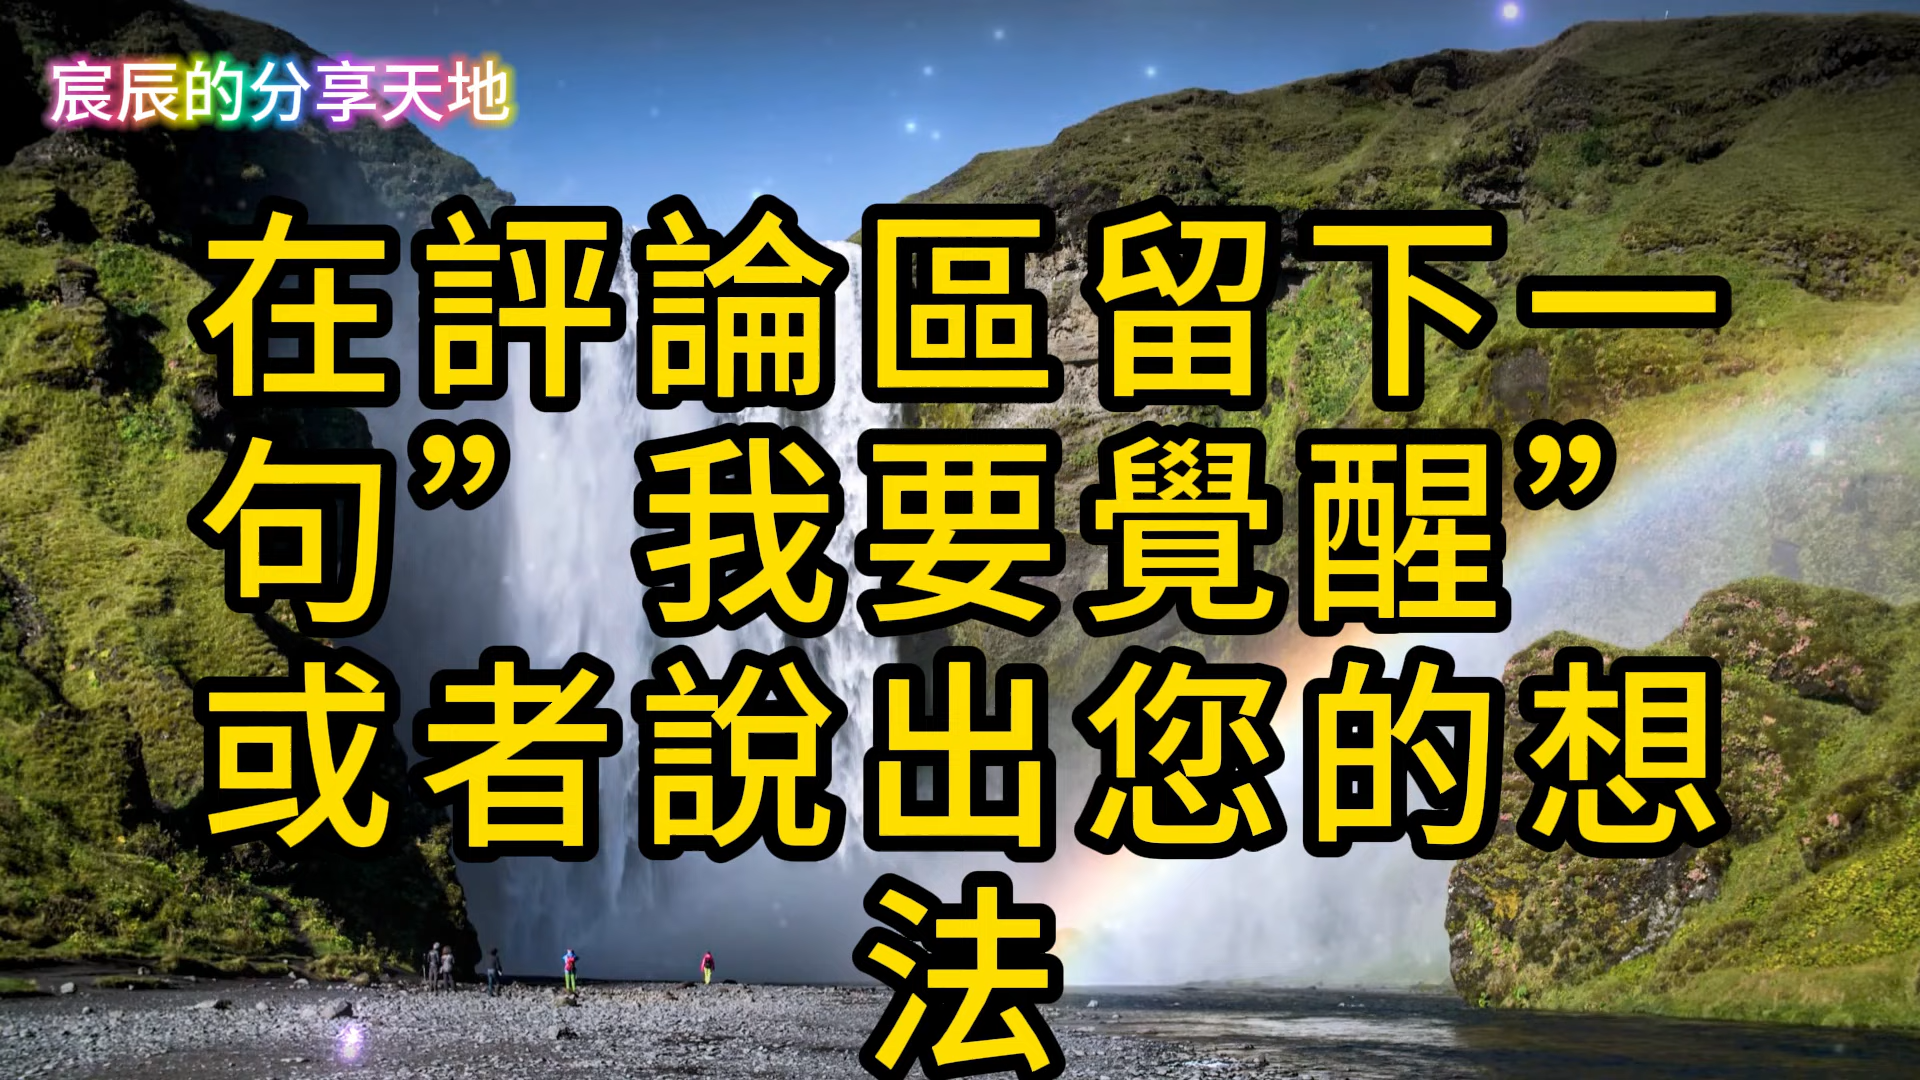 宸辰的分享天地
在評論區留下一
句”我要覺醒”
或者說出您的想
法